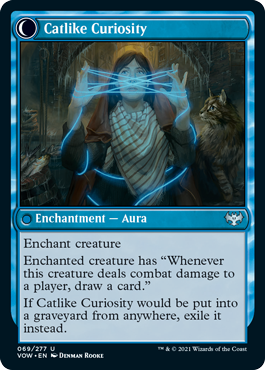 Catlike Curiosity
Enchantment — Aura
Enchant creature
Enchanted creature has “Whenever
this creature deals combat damage to
a player, draw a card.”
If Catlike Curiosity would be put into
a graveyard from anywhere, exile it
instead.
069/277 U
VOW • EN DENMAN ROOKE
™ & © 2021 Wizards of the Coast